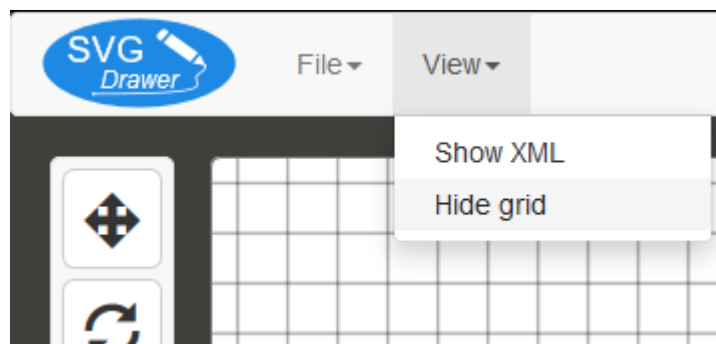 SVG
Drawer
File
View
Show XML
Hide grid